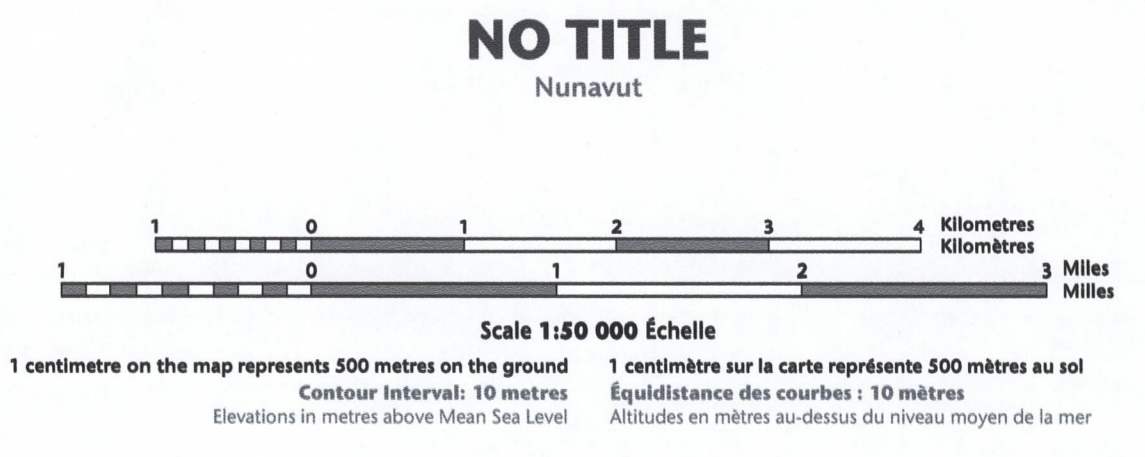 NO TITLE
Nunavut
1 0 1 2 3 4 Kilometres
Kilomètres
1 0 1 2 3 Miles
Milles
Scale 1:50 000 Échelle
1 centimetre on the map represents 500 metres on the ground
Contour Interval: 10 metres
Elevations in metres above Mean Sea Level
1 centimètre sur la carte représente 500 mètres au sol
Équidistance des courbes : 10 mètres
Altitudes en mètres au-dessus du niveau moyen de la mer